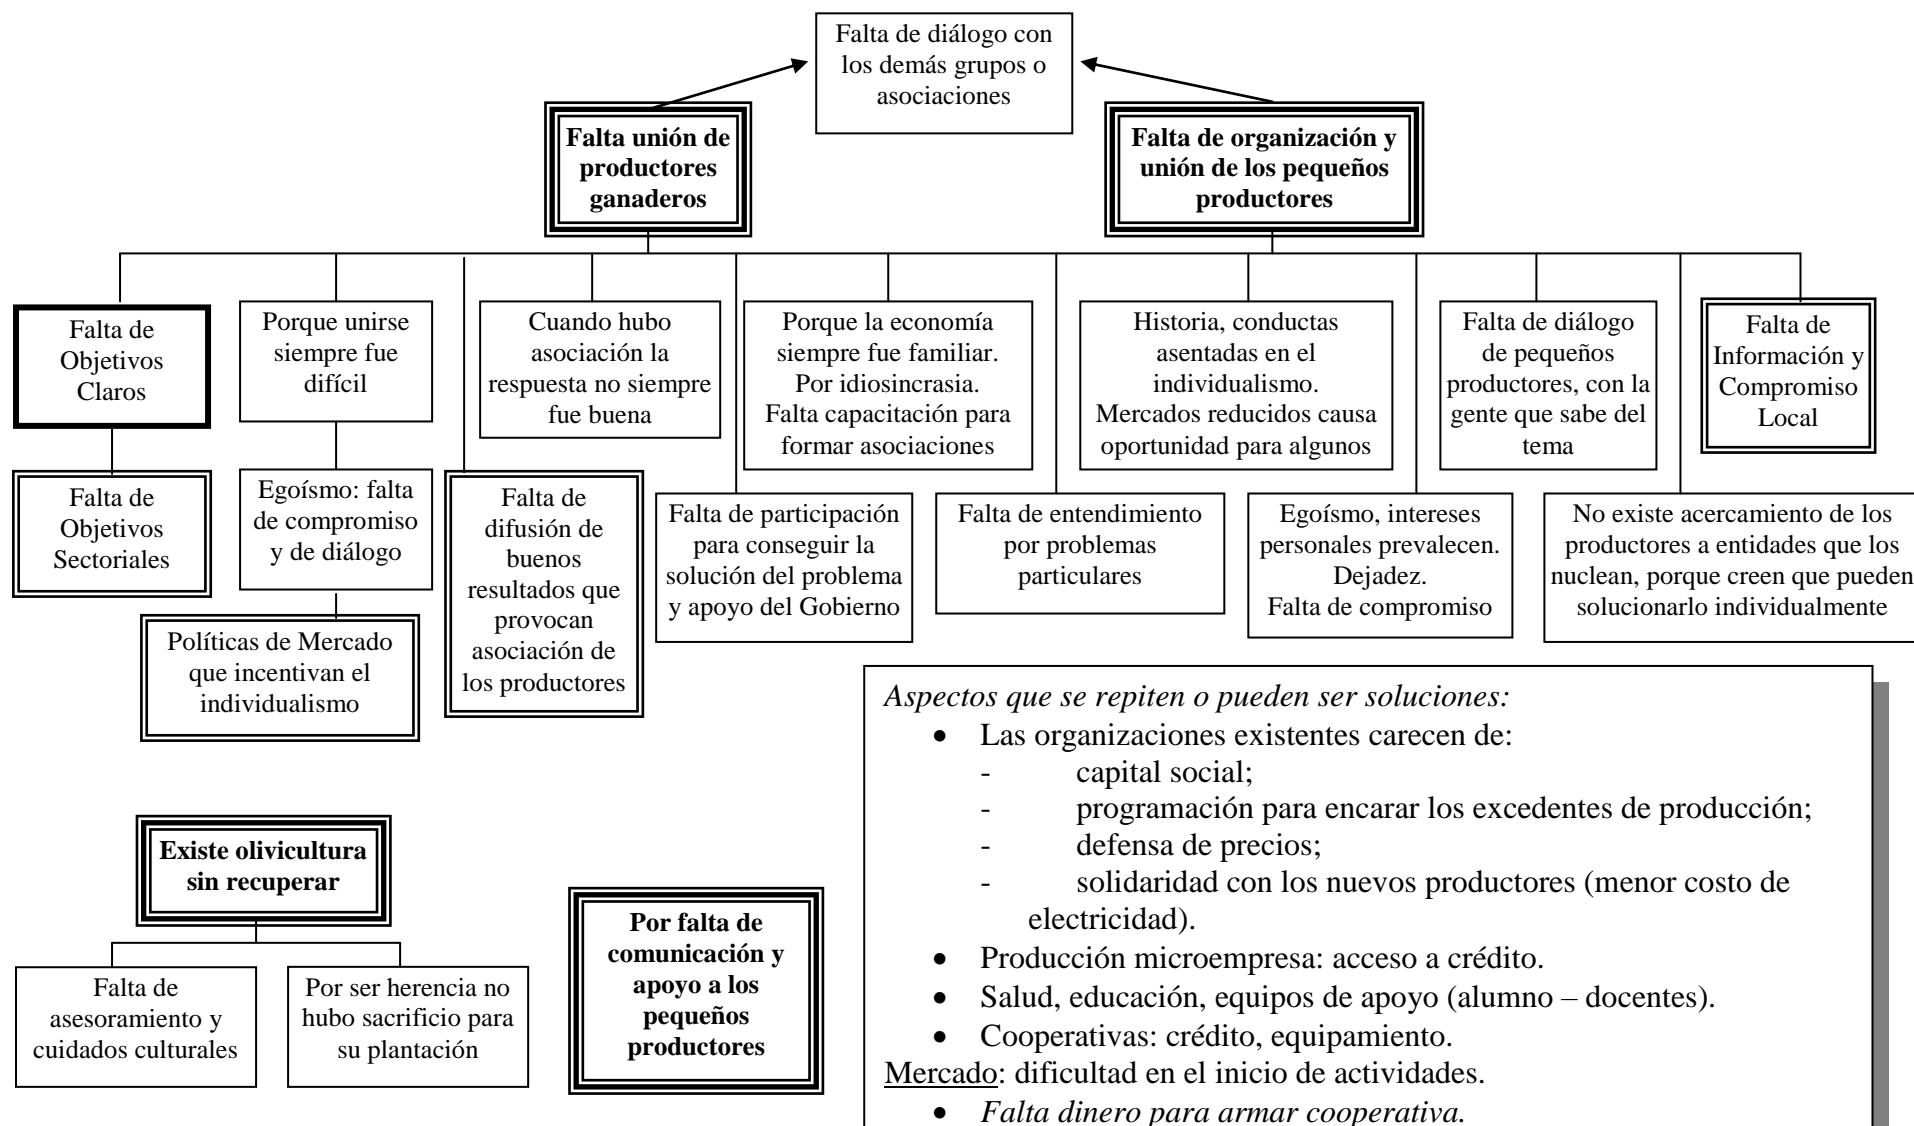 Falta de diálogo con
los demás grupos o
asociaciones
Falta unión de
productores
ganaderos
Falta de organización y
unión de los pequeños
productores
Falta de
Objetivos
Claros
Porque unirse
siempre fue
difícil
Cuando hubo
asociación la
respuesta no siempre
fue buena
Porque la economía
siempre fue familiar.
Por idiosincrasia.
Falta capacitación para
formar asociaciones
Historia, conductas
asentadas en el
individualismo.
Mercados reducidos causa
oportunidad para algunos
Falta de diálogo
de pequeños
productores, con la
gente que sabe del
tema
Falta de
Información y
Compromiso
Local
Falta de
Objetivos
Sectoriales
Egoísmo: falta
de compromiso
y de diálogo
Falta de
difusión de
buenos
resultados que
provocan
asociación de
los productores
Falta de participación
para conseguir la
solución del problema
y apoyo del Gobierno
Falta de entendimiento
por problemas
particulares
Egoísmo, intereses
personales prevalecen.
Dejadez.
Falta de compromiso
No existe acercamiento de los
productores a entidades que los
nuclean, porque creen que pueden
solucionarlo individualmente
Políticas de Mercado
que incentivan el
individualismo
Aspectos que se repiten o pueden ser soluciones:
• Las organizaciones existentes carecen de:
- capital social;
- programación para encarar los excedentes de producción;
- defensa de precios;
- solidaridad con los nuevos productores (menor costo de
electricidad).
• Producción microempresa: acceso a crédito.
• Salud, educación, equipos de apoyo (alumno – docentes).
• Cooperativas: crédito, equipamiento.
Mercado: dificultad en el inicio de actividades.
• Falta dinero para armar cooperativa.
Existe olivicultura
sin recuperar
Falta de
asesoramiento y
cuidados culturales
Por ser herencia no
hubo sacrificio para
su plantación
Por falta de
comunicación y
apoyo a los
pequeños
productores